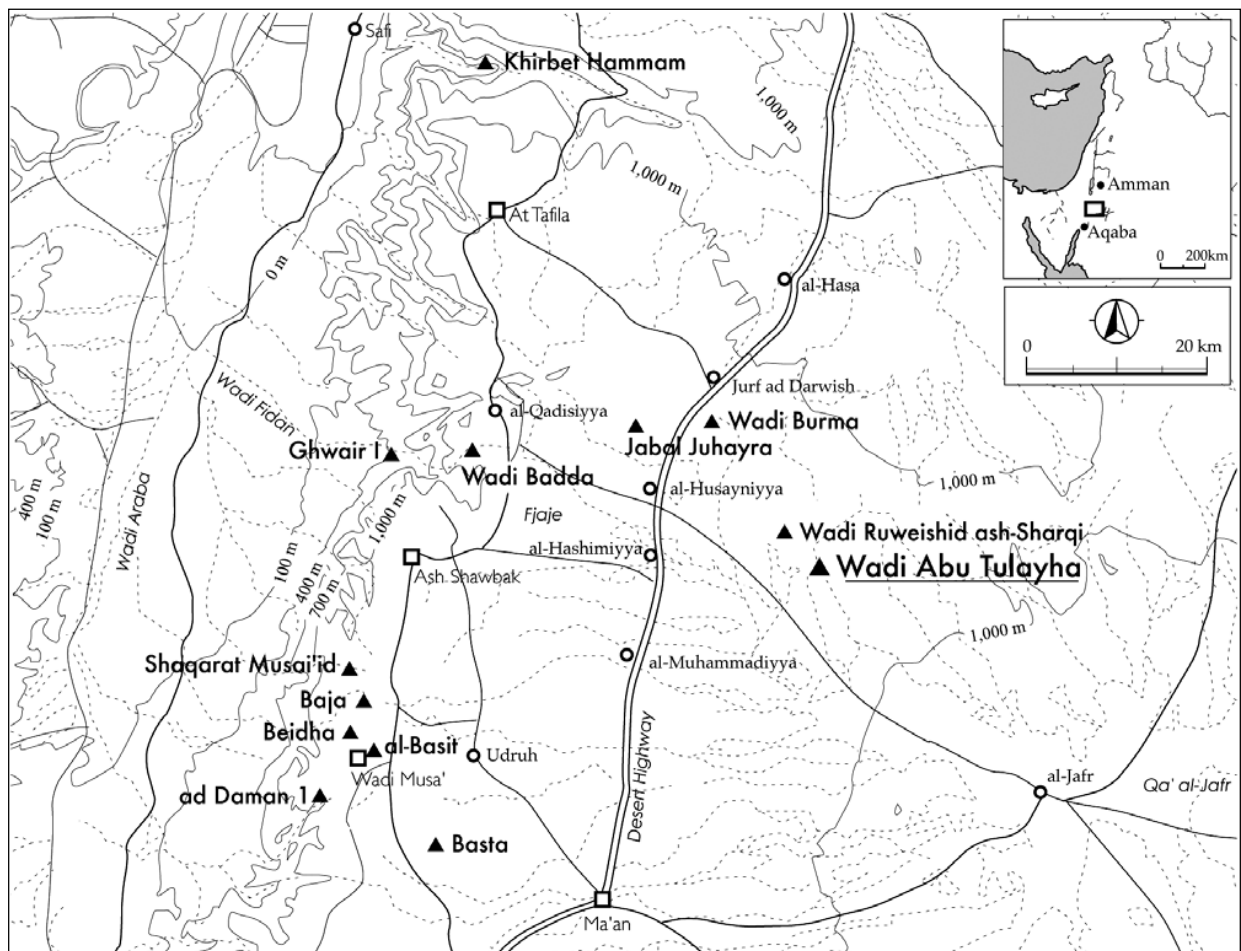 Safi
Khirbet Hammam
1,000 m
1,000 m
Amman
Aqaba
0 200km
At Tafila
0 m
al-Hasa
0 20 km
Jurf ad Darwish
Wadi Fidan
al-Qadisiyya
Wadi Burma
Jabal Juhayra
Ghwair I
Wadi Badda
400 m
100 m
Wadi Araba
1,000 m
al-Husayniyya
1,000 m
Fjaje
Wadi Ruweishid ash-Sharqi
al-Hashimiyya
100 m
400 m
700 m
Ash Shawbak
Wadi Abu Tulayha
1,000 m
Shaqarat Musai'id
al-Muhammadiyya
Baja
Beidha
al-Basit
Udruh
Wadi Musa'
Desert Highway
al-Jafr
Qa' al-Jafr
ad Daman 1
Basta
Ma'an